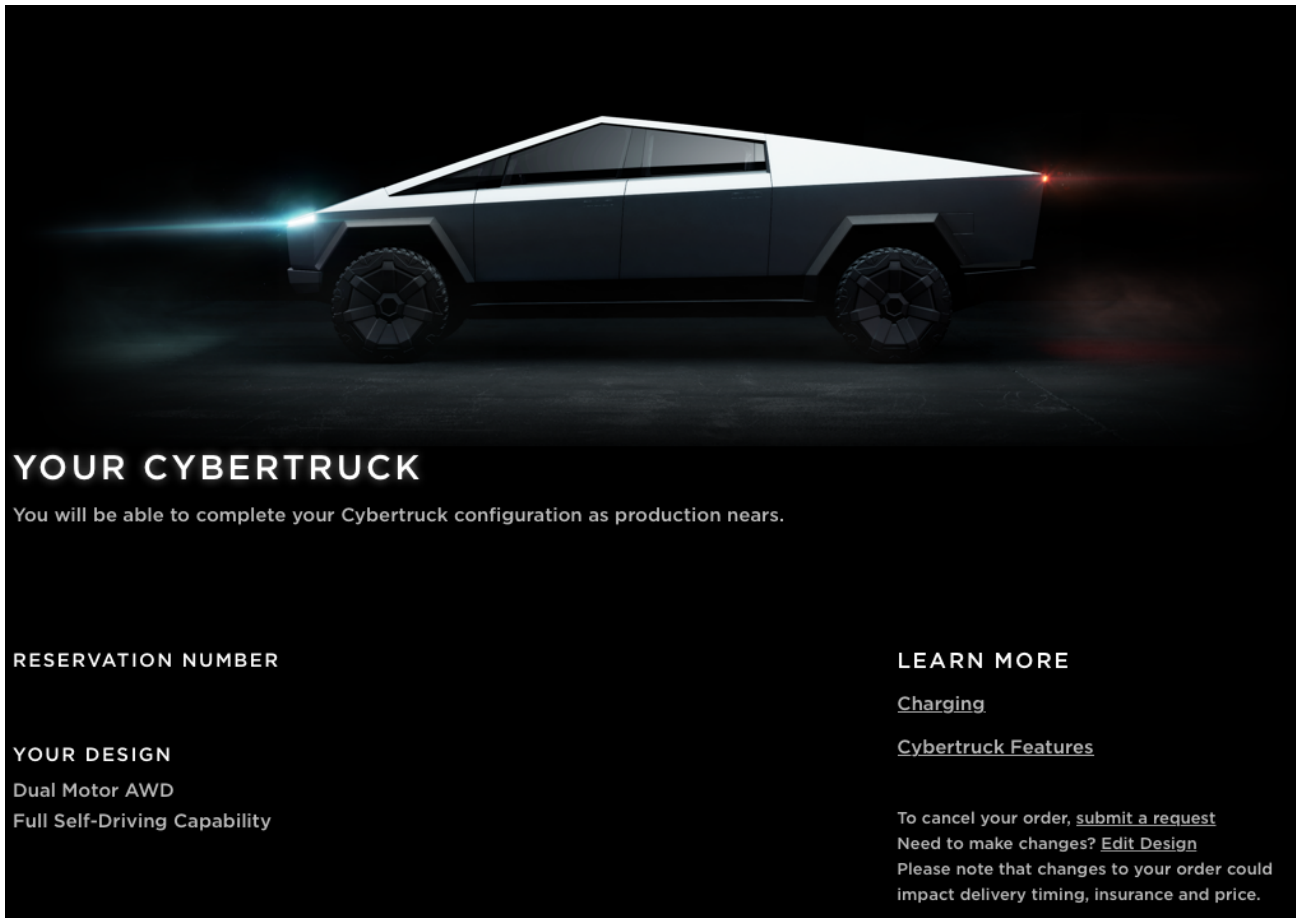 YOUR CYBERTRUCK
You will be able to complete your Cybertruck configuration as production nears.
RESERVATION NUMBER
YOUR DESIGN
Dual Motor AWD
Full Self-Driving Capability
LEARN MORE
Charging
Cybertruck Features
To cancel your order, submit a request
Need to make changes? Edit Design
Please note that changes to your order could
impact delivery timing, insurance and price.